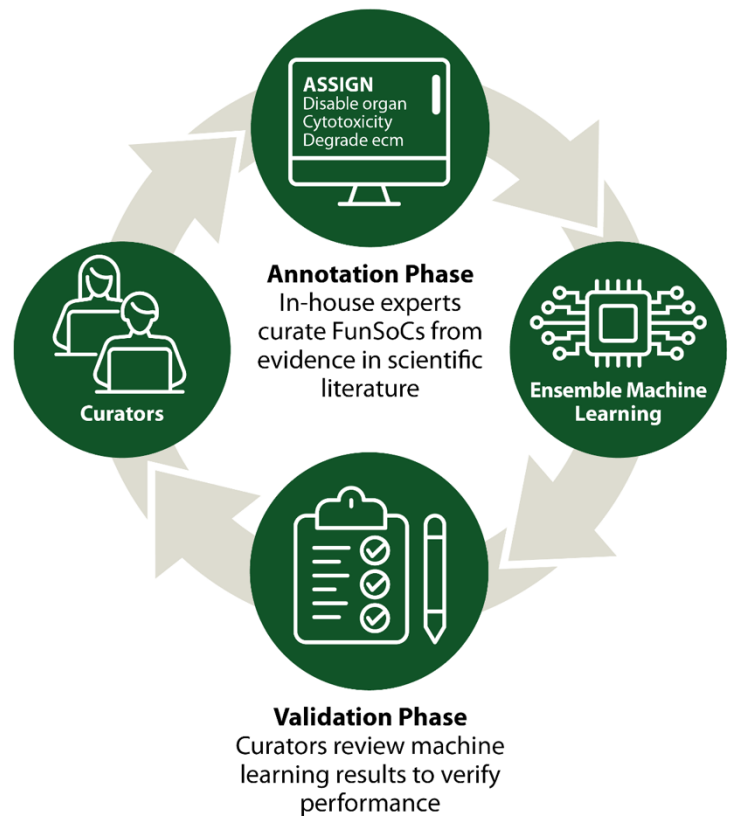 ASSIGN
Disable organ
Cytotoxicity
Degrade ecm
Annotation Phase
In-house experts
curate FunSoCs from
evidence in scientific
literature
Curators
Ensemble Machine
Learning
Validation Phase
Curators review machine
learning results to verify
performance